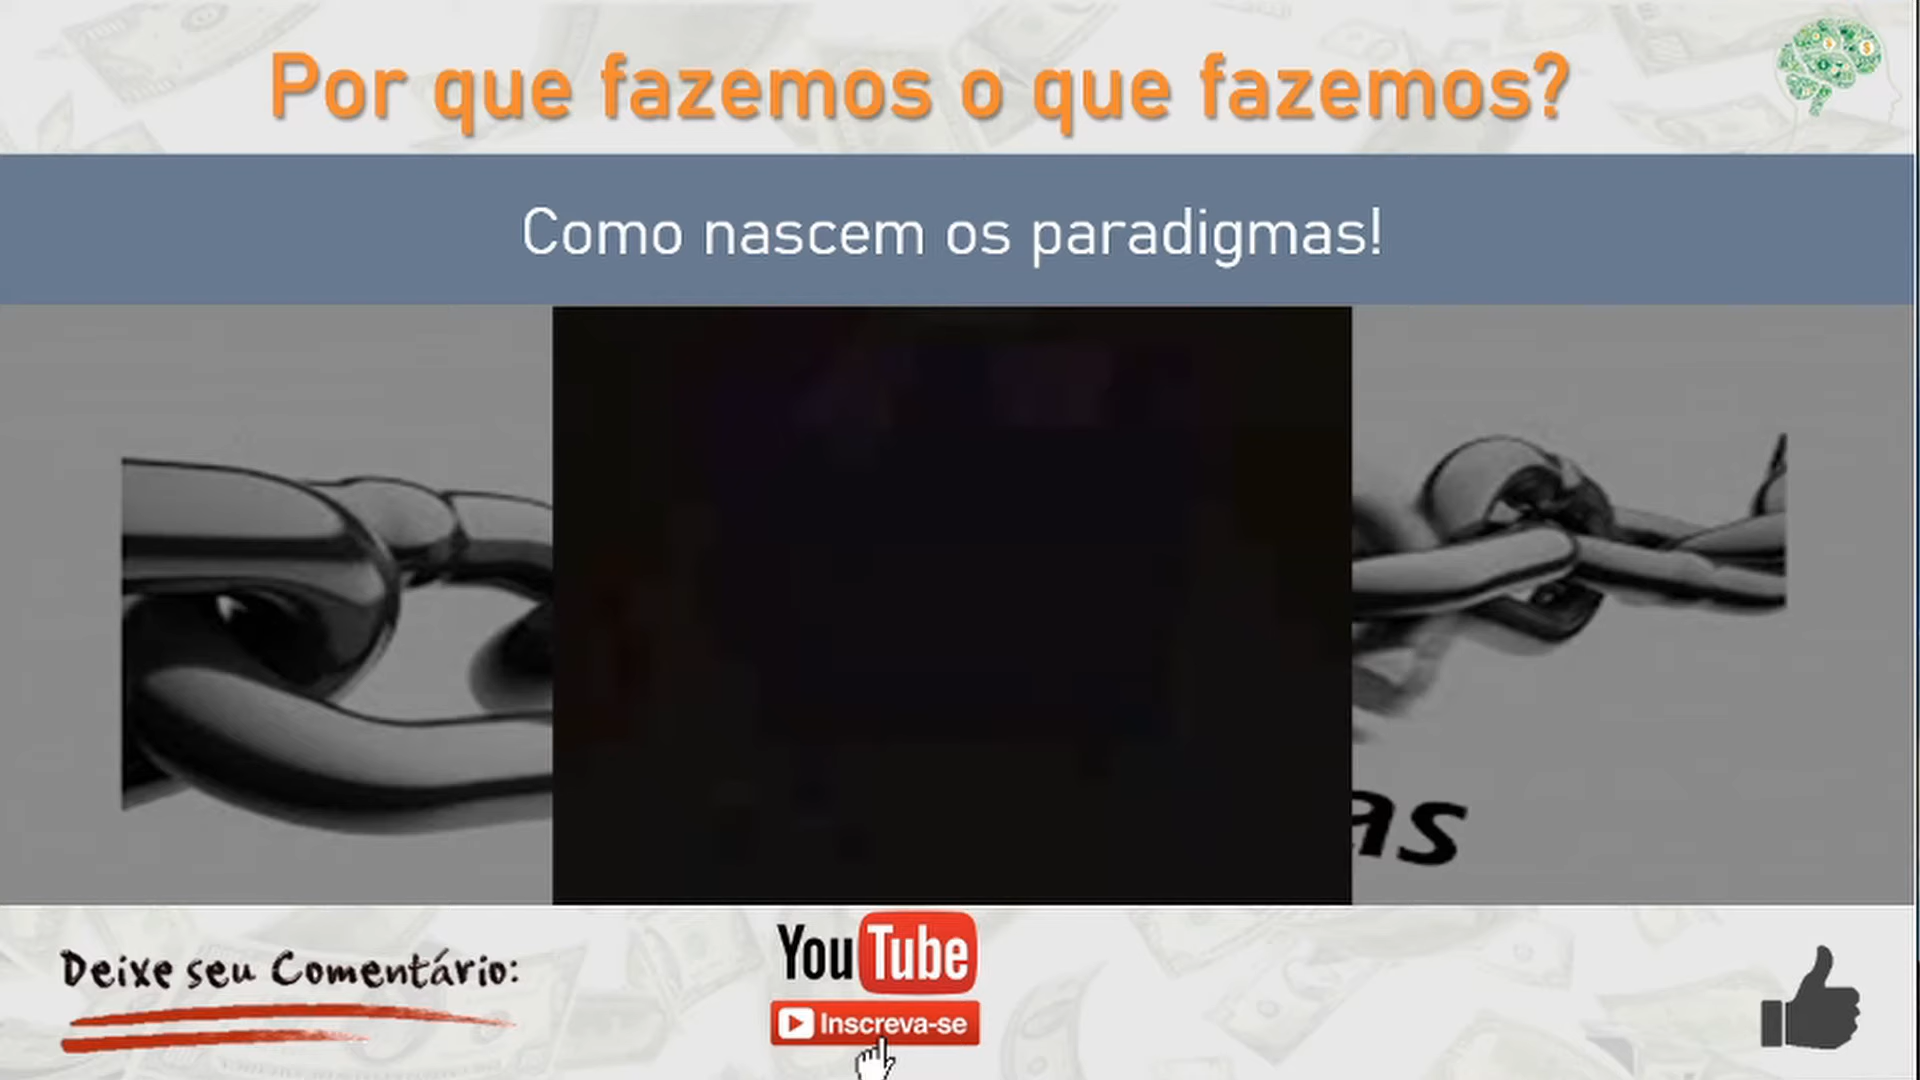 Por que fazemos o que fazemos?
Como nascem os paradigmas!
as
Deixe seu Comentário:
YouTube
Inscreva-se